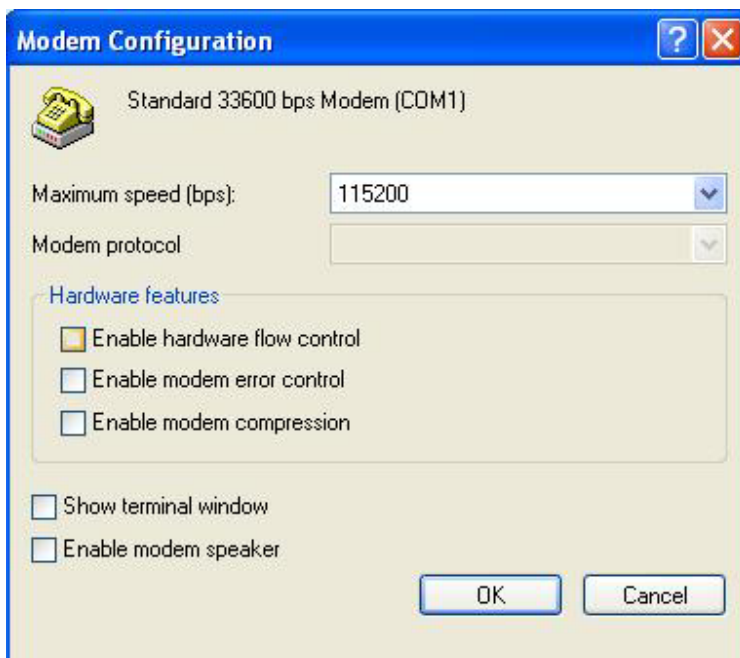 Modem Configuration
Standard 33600 bps Modem (COM1)
Maximum speed (bps): 115200
Modem protocol
Hardware features
Enable hardware flow control
Enable modem error control
Enable modem compression
Show terminal window
Enable modem speaker
OK Cancel